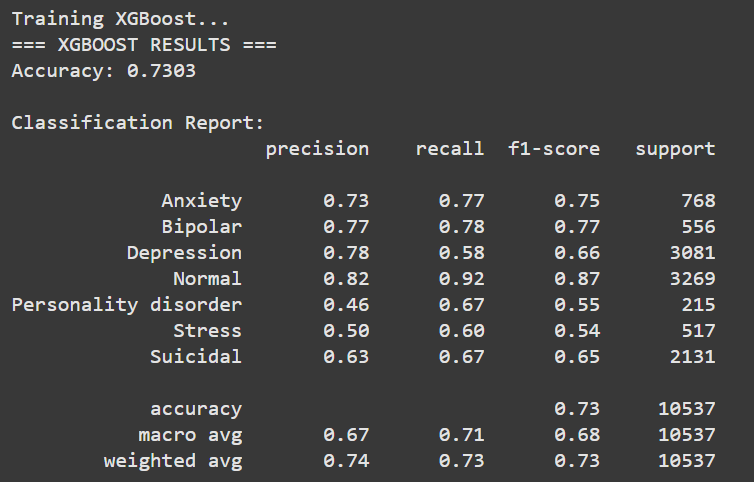 Training XGBoost...
=== XGBOOST RESULTS ===
Accuracy: 0.7303
Classification Report:
precision recall f1-score support
Anxiety 0.73 0.77 0.75 768
Bipolar 0.77 0.78 0.77 556
Depression 0.78 0.58 0.66 3081
Normal 0.82 0.92 0.87 3269
Personality disorder 0.46 0.67 0.55 215
Stress 0.50 0.60 0.54 517
Suicidal 0.63 0.67 0.65 2131
accuracy 0.73 10537
macro avg 0.67 0.71 0.68 10537
weighted avg 0.74 0.73 0.73 10537